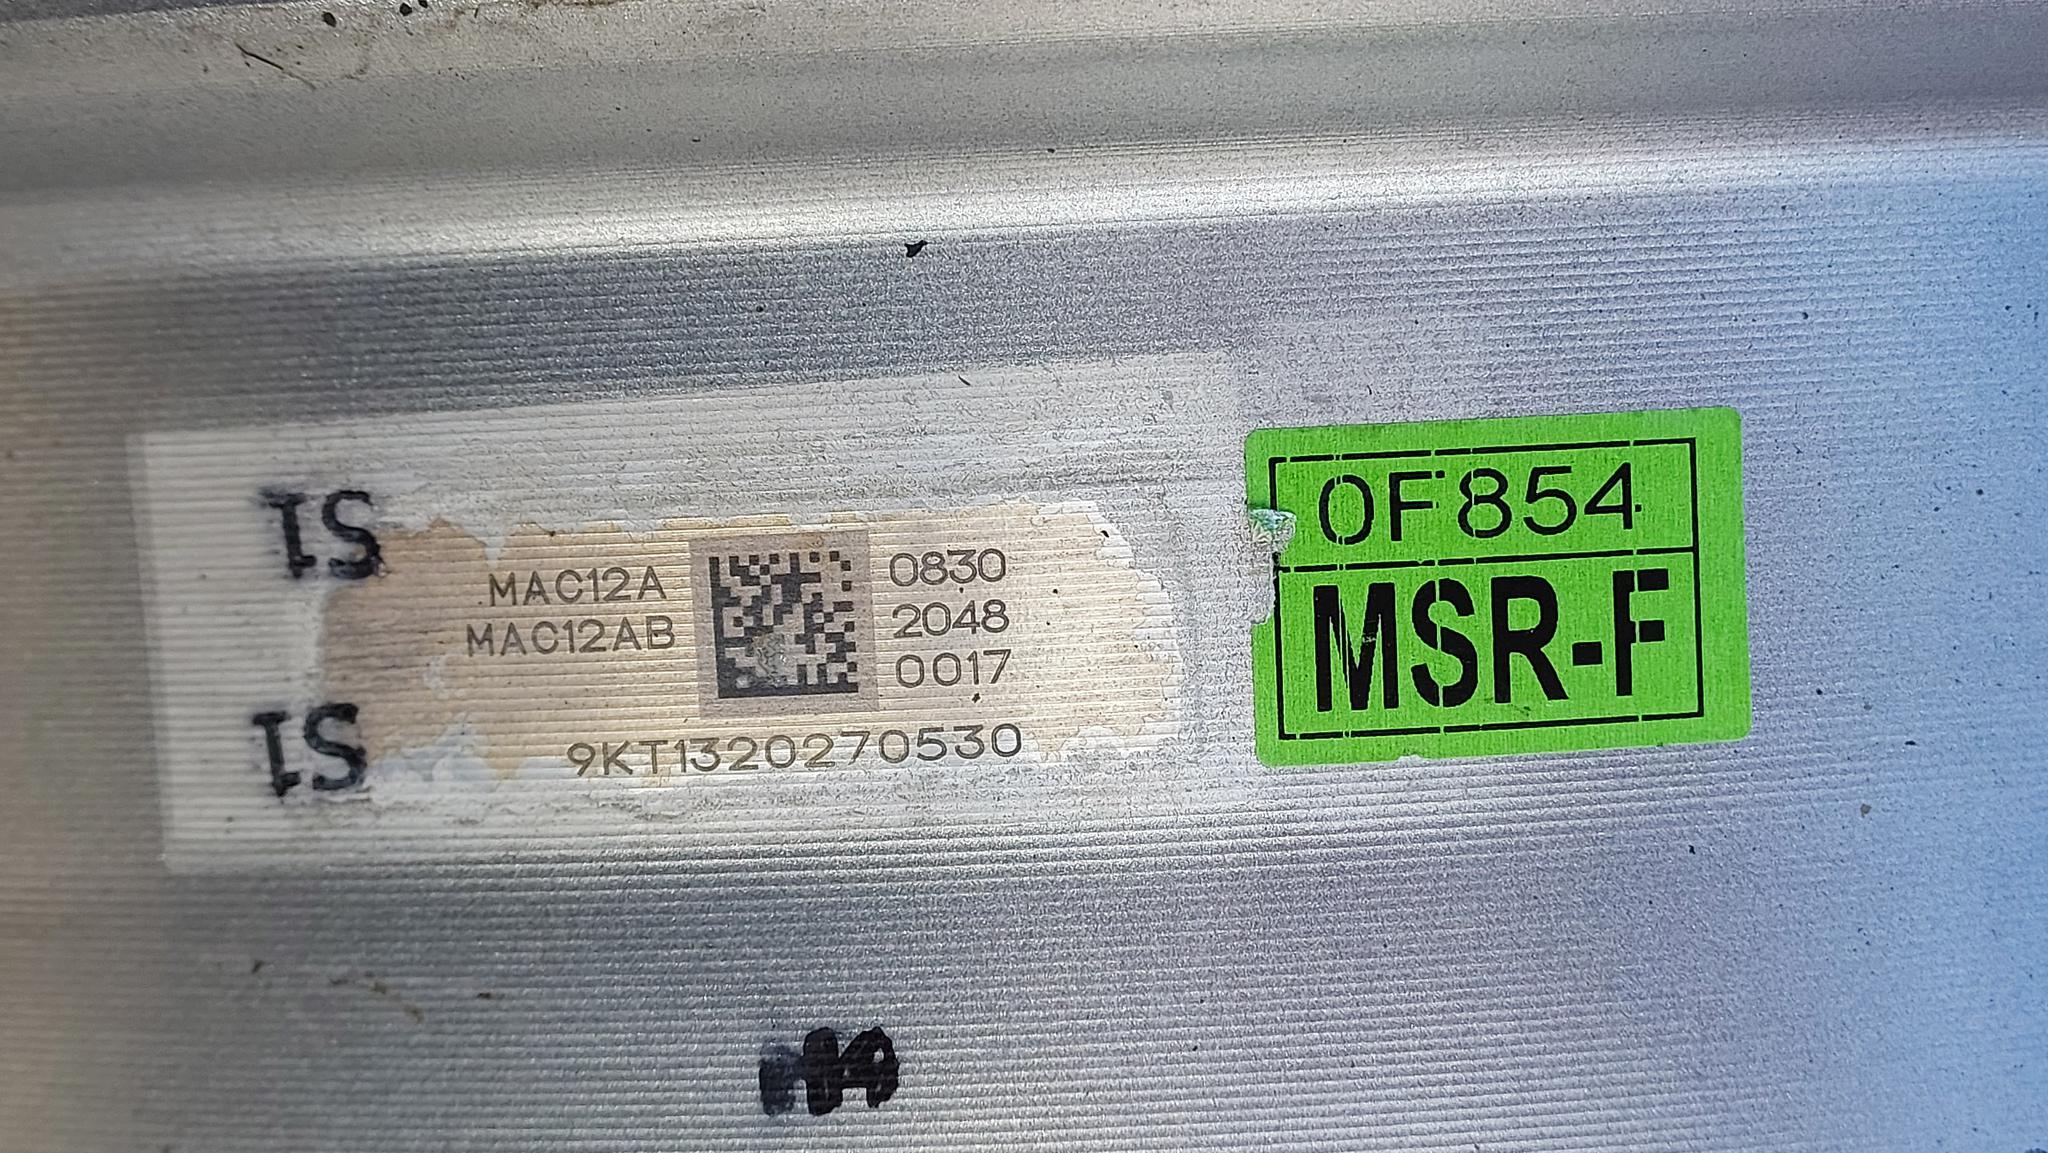 IS
IS
MAC12A
MAC12AB
0830
2048
0017
9KT1320270530
0F854
MSR-F